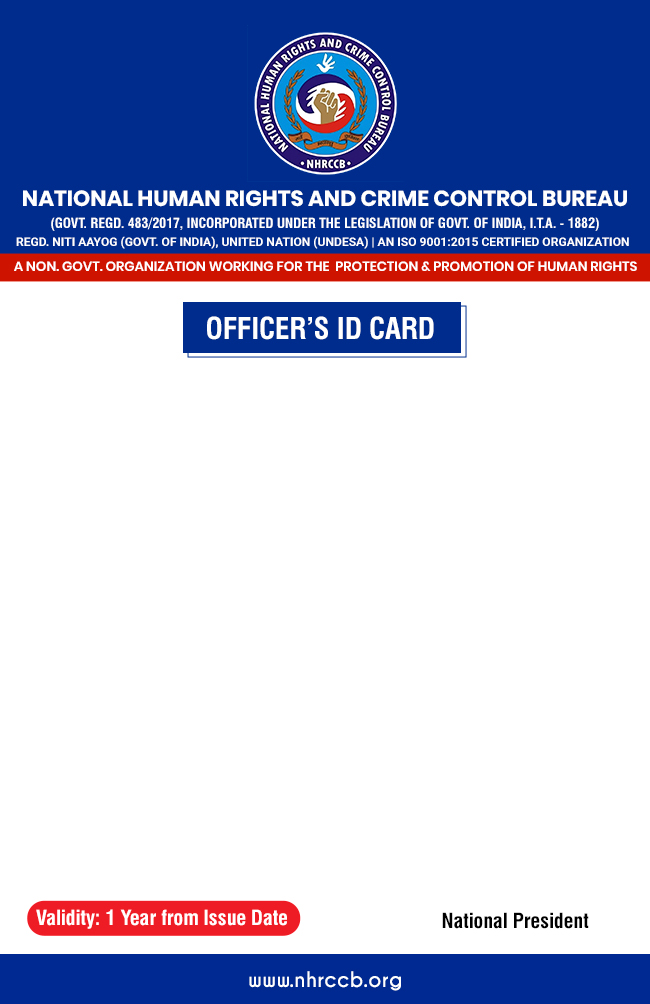 NATIONAL HUMAN RIGHTS AND CRIME CONTROL BUREAU
• NHRCCB •
NATIONAL HUMAN RIGHTS AND CRIME CONTROL BUREAU
(GOVT. REGD. 483/2017, INCORPORATED UNDER THE LEGISLATION OF GOVT. OF INDIA, I.T.A. - 1882)
REGD. NITI AAYOG (GOVT. OF INDIA), UNITED NATION (UNDESA) | AN ISO 9001:2015 CERTIFIED ORGANIZATION
A NON. GOVT. ORGANIZATION WORKING FOR THE PROTECTION & PROMOTION OF HUMAN RIGHTS
OFFICER'S ID CARD
Validity: 1 Year from Issue Date
National President
www.nhrccb.org